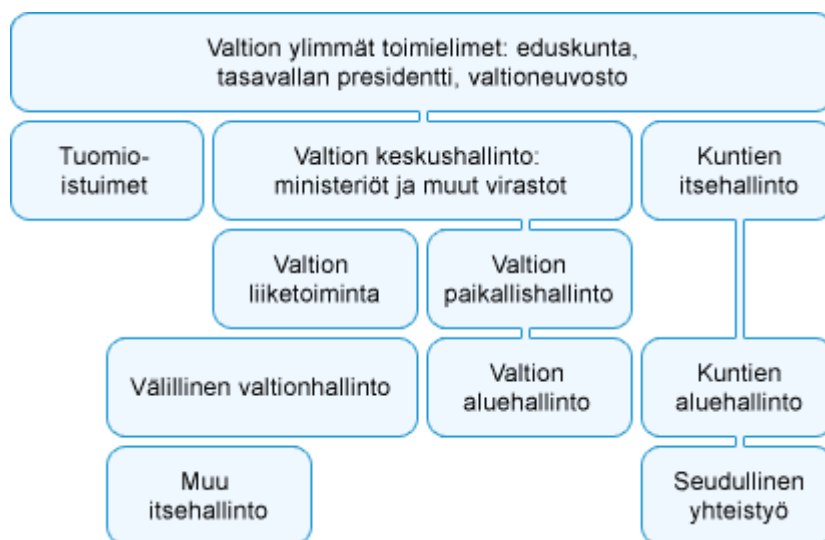 Valtion ylimmät toimielimet: eduskunta,
tasavallan presidentti, valtioneuvosto
Tuomio-
istuimet
Valtion keskushallinto:
ministeriöt ja muut virastot
Kuntien
itsehallinto
Valtion
liiketoiminta
Valtion
paikallishallinto
Välillinen valtionhallinto
Valtion
aluehallinto
Kuntien
aluehallinto
Muu
itsehallinto
Seudullinen
yhteistyö